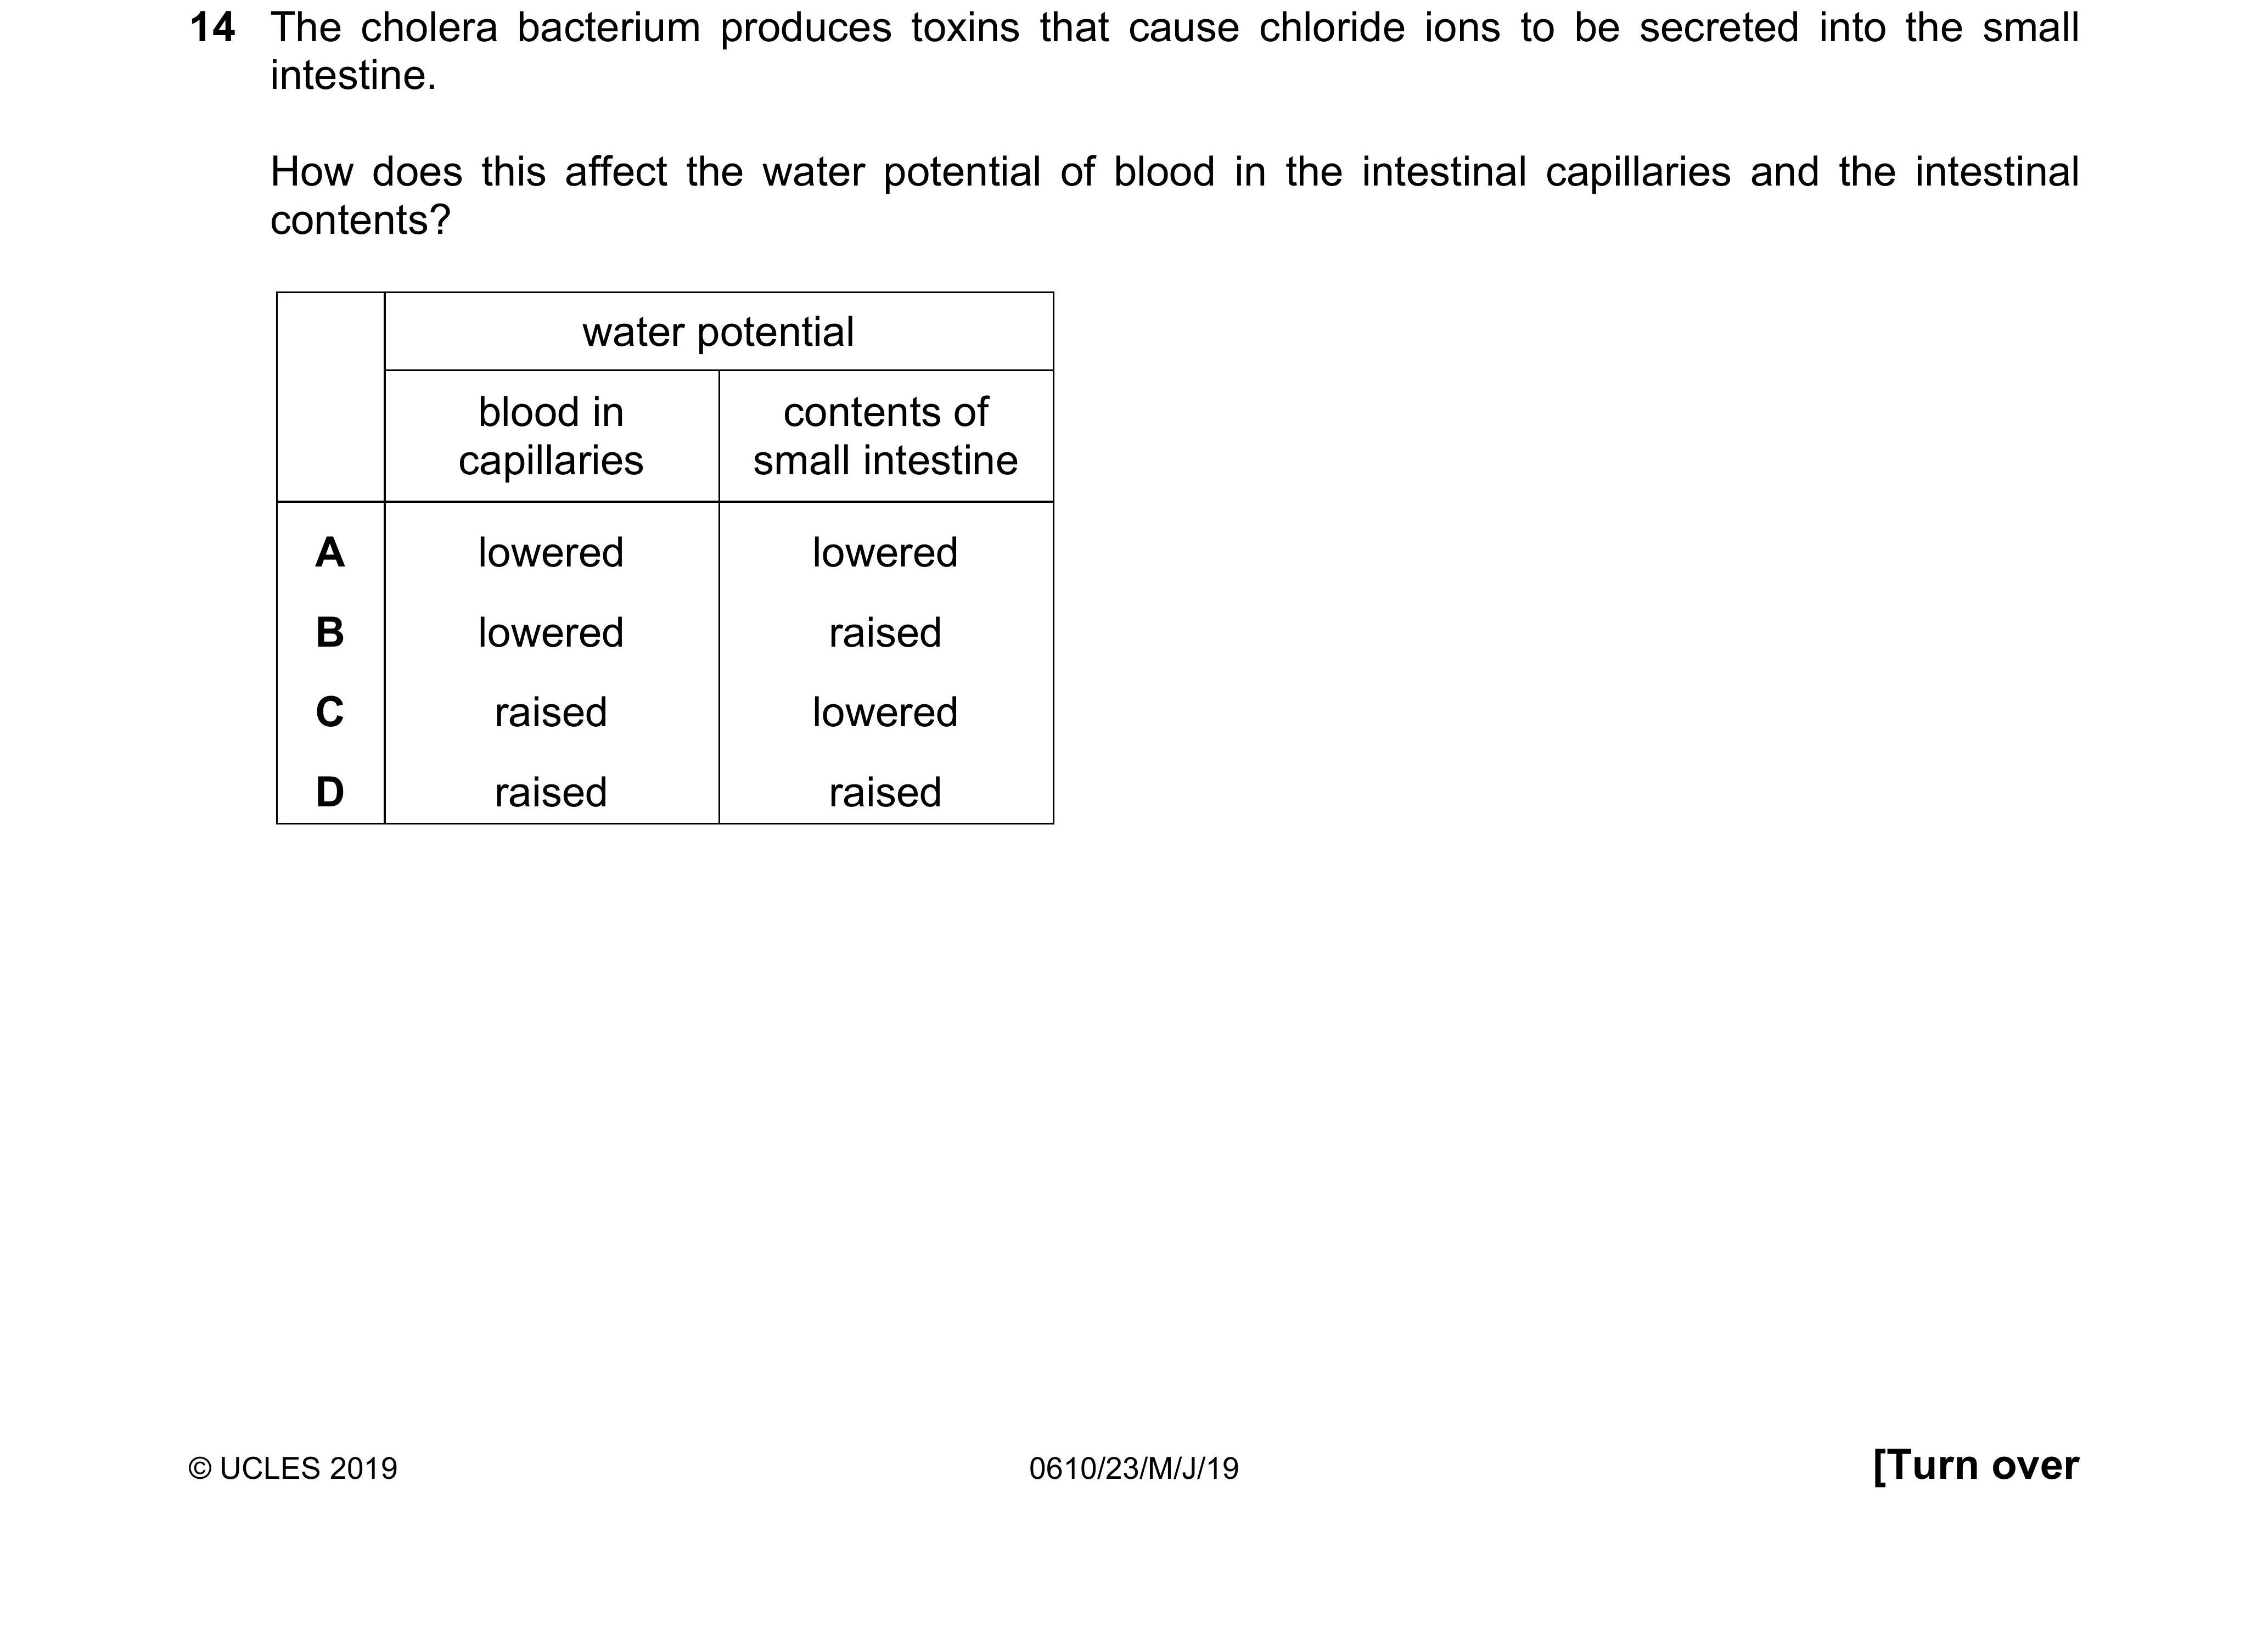 14 The cholera bacterium produces toxins that cause chloride ions to be secreted into the small
intestine.
How does this affect the water potential of blood in the intestinal capillaries and the intestinal
contents?
water potential
blood in capillaries contents of small intestine
A lowered lowered
B lowered raised
C raised lowered
D raised raised
© UCLES 2019 0610/23/M/J/19 [Turn over